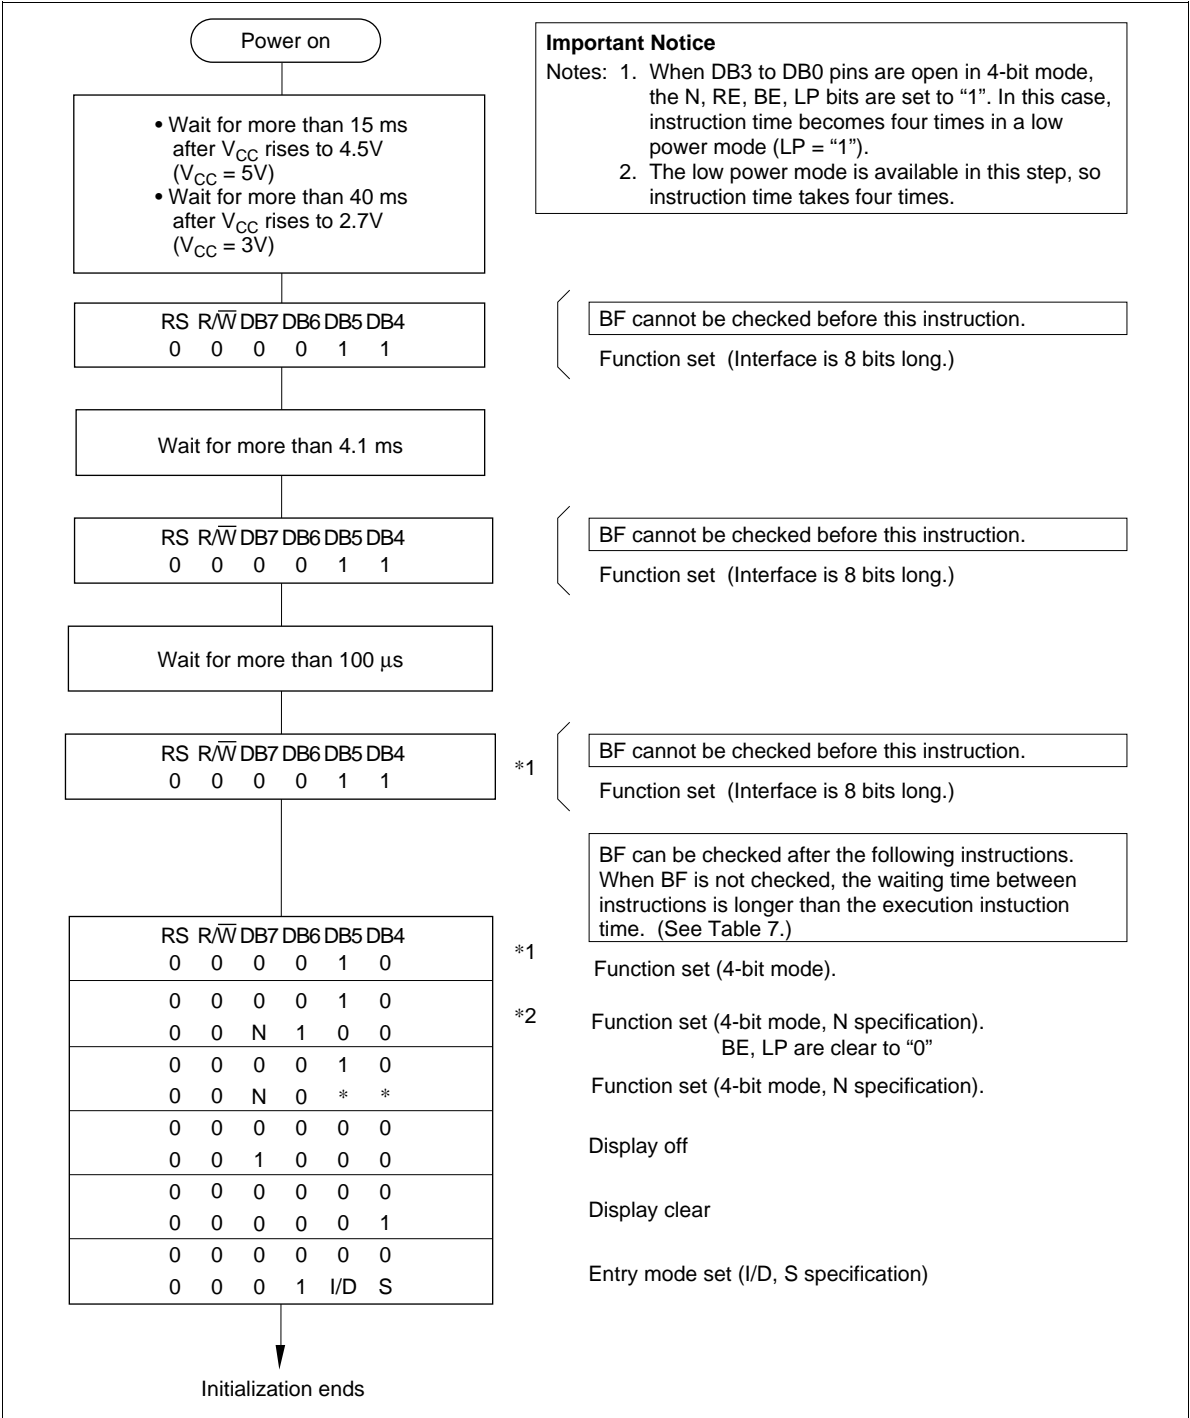 Power on
Important Notice
Notes: 1. When DB3 to DB0 pins are open in 4-bit mode,
the N, RE, BE, LP bits are set to “1”. In this case,
instruction time becomes four times in a low
power mode (LP = “1”).
2. The low power mode is available in this step, so
instruction time takes four times.
• Wait for more than 15 ms
after VCC rises to 4.5V
(VCC = 5V)
• Wait for more than 40 ms
after VCC rises to 2.7V
(VCC = 3V)
RS R/W̅ DB7 DB6 DB5 DB4
0 0 0 0 1 1
BF cannot be checked before this instruction.
Function set (Interface is 8 bits long.)
Wait for more than 4.1 ms
RS R/W̅ DB7 DB6 DB5 DB4
0 0 0 0 1 1
BF cannot be checked before this instruction.
Function set (Interface is 8 bits long.)
Wait for more than 100 µs
RS R/W̅ DB7 DB6 DB5 DB4
0 0 0 0 1 1
*1
BF cannot be checked before this instruction.
Function set (Interface is 8 bits long.)
BF can be checked after the following instructions.
When BF is not checked, the waiting time between
instructions is longer than the execution instuction
time. (See Table 7.)
RS R/W̅ DB7 DB6 DB5 DB4
0 0 0 0 1 0
*1
Function set (4-bit mode).
0 0 0 0 1 0
0 0 N 1 0 0
*2
Function set (4-bit mode, N specification).
BE, LP are clear to “0”
0 0 0 0 1 0
0 0 N 0 * *
Function set (4-bit mode, N specification).
0 0 0 0 0 0
0 0 1 0 0 0
Display off
0 0 0 0 0 0
0 0 0 0 0 1
Display clear
0 0 0 0 0 0
0 0 0 1 I/D S
Entry mode set (I/D, S specification)
Initialization ends